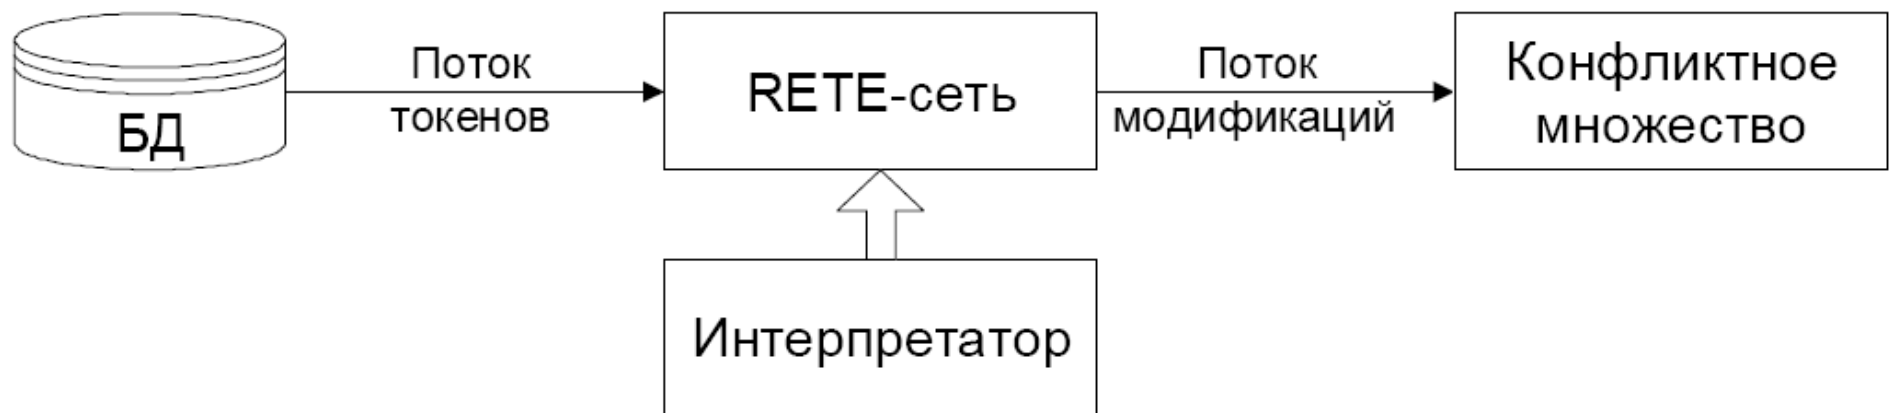 БД
Поток
токенов
RETE-сеть
Поток
модификаций
Конфликтное
множество
Интерпретатор